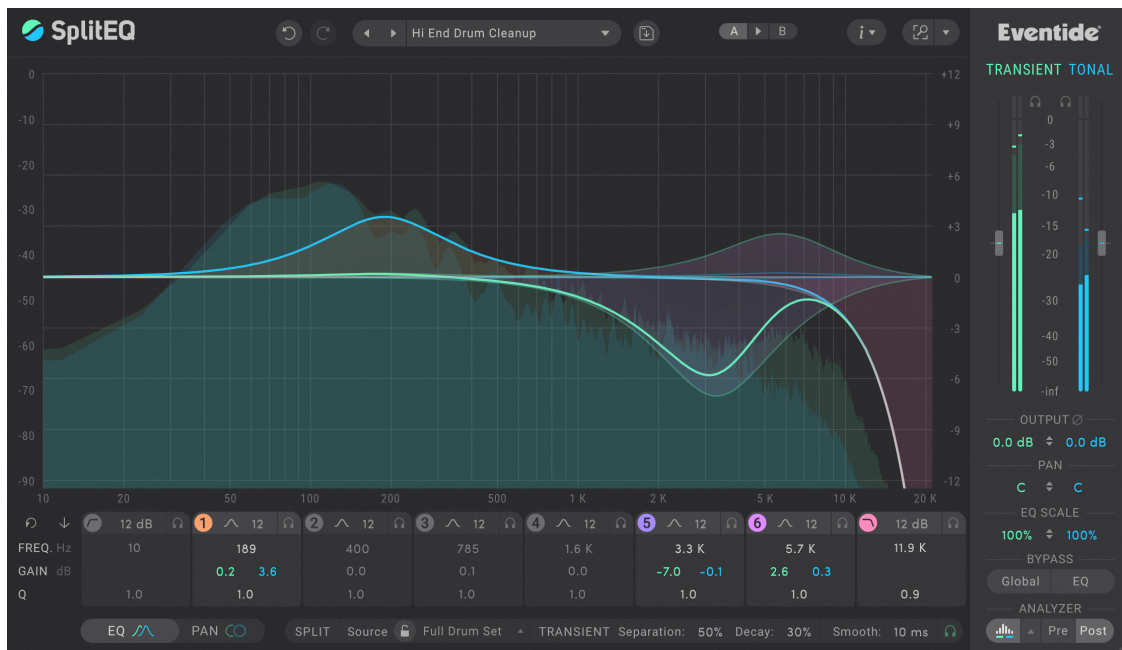 SplitEQ
Hi End Drum Cleanup
A B
i
Eventide
TRANSIENT TONAL
0 +12
-10 +9
-20 +6
-30 +3
-40 0
-50 -3
-60 -6
-70 -9
-80 -12
-90
10 20 50 100 200 500 1 K 2 K 5 K 10 K 20 K
0
-3
-6
-10
-15
-20
-30
-40
-50
-inf
OUTPUT Ø
0.0 dB 0.0 dB
PAN
C C
EQ SCALE
100% 100%
BYPASS
Global EQ
ANALYZER
Pre Post
12 dB 1 12 2 12 3 12 4 12 5 12 6 12 12 dB
FREQ. Hz 10 189 400 785 1.6 K 3.3 K 5.7 K 11.9 K
GAIN dB 0.2 3.6 0.0 0.1 0.0 -7.0 -0.1 2.6 0.3
Q 1.0 1.0 1.0 1.0 1.0 1.0 1.0 0.9
EQ PAN SPLIT Source Full Drum Set TRANSIENT Separation: 50% Decay: 30% Smooth: 10 ms